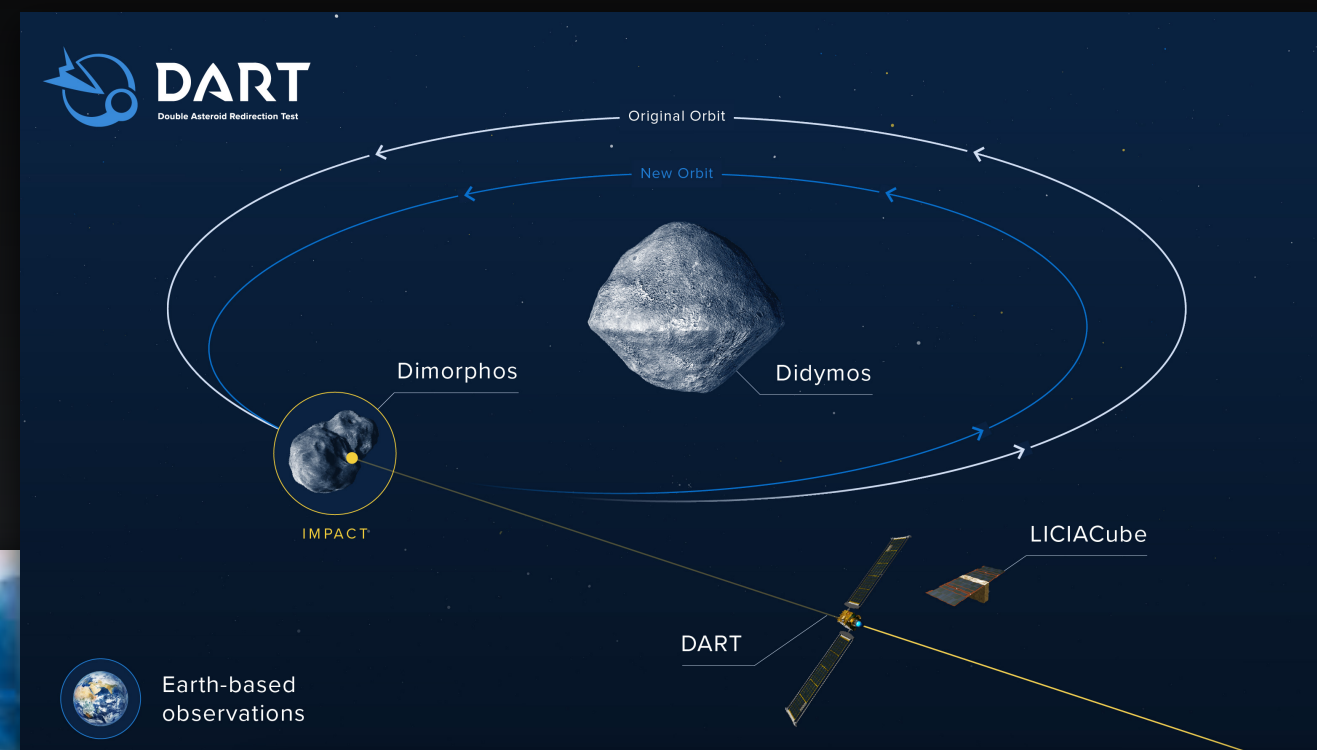 DART
Double Asteroid Redirection Test
Original Orbit
New Orbit
Dimorphos
Didymos
IMPACT
LICIACube
DART
Earth-based
observations